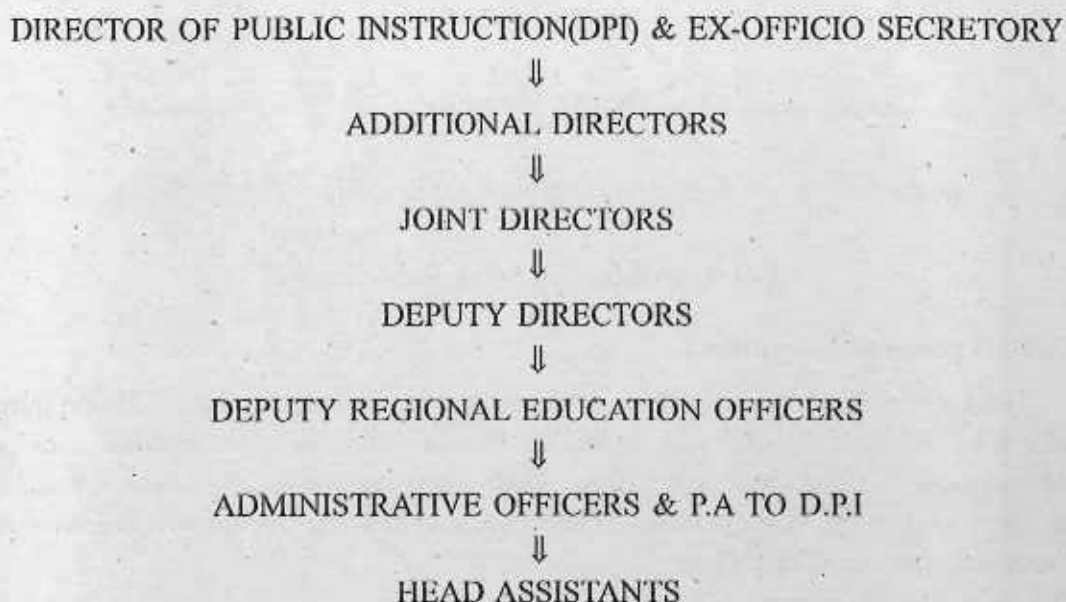 DIRECTOR OF PUBLIC INSTRUCTION(DPI) & EX-OFFICIO SECRETORY
⇓
ADDITIONAL DIRECTORS
⇓
JOINT DIRECTORS
⇓
DEPUTY DIRECTORS
⇓
DEPUTY REGIONAL EDUCATION OFFICERS
⇓
ADMINISTRATIVE OFFICERS & P.A TO D.P.I
⇓
HEAD ASSISTANTS